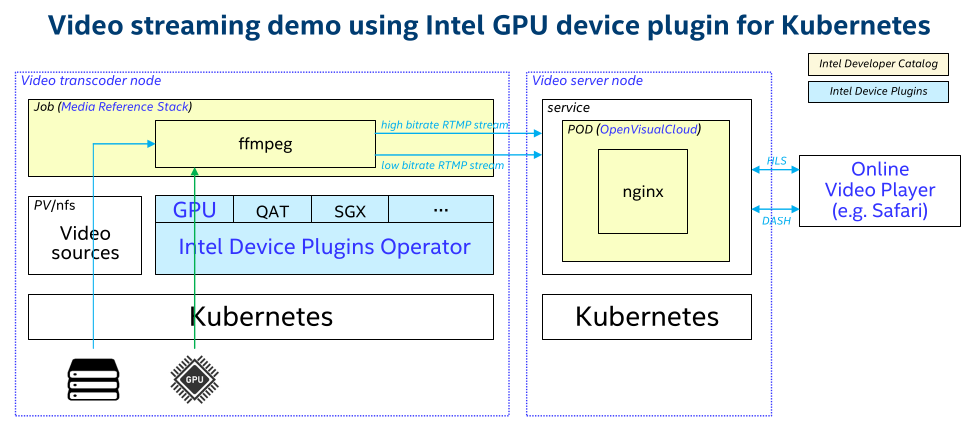 Video streaming demo using Intel GPU device plugin for Kubernetes
Intel Developer Catalog
Intel Device Plugins
Video transcoder node
Job (Media Reference Stack)
ffmpeg
high bitrate RTMP stream
low bitrate RTMP stream
PV/nfs
Video
sources
GPU
QAT
SGX
...
Intel Device Plugins Operator
Kubernetes
GPU
Video server node
service
POD (OpenVisualCloud)
nginx
Kubernetes
HLS
DASH
Online
Video Player
(e.g. Safari)